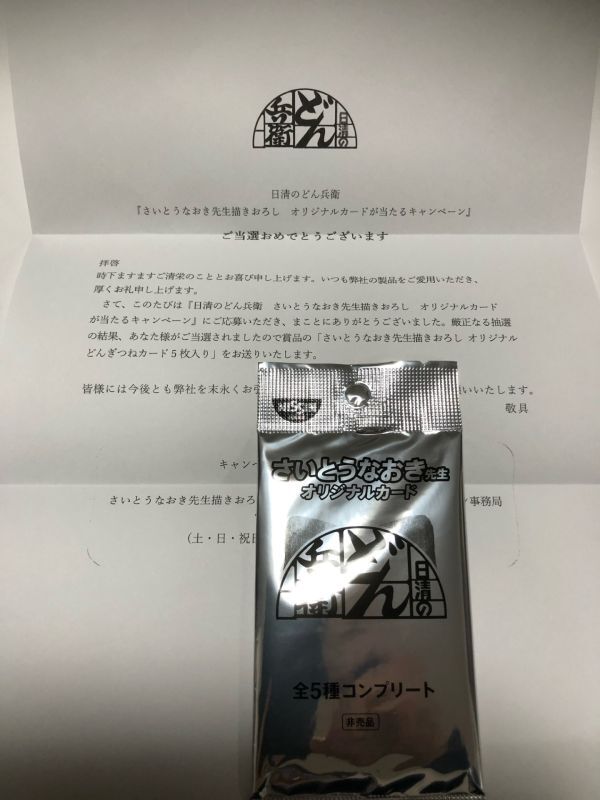 日清の
どん
兵衛
日清のどん兵衛
『さいとうなおき先生描きおろし　オリジナルカードが当たるキャンペーン』
ご当選おめでとうございます
拝啓
時下ますますご清栄のこととお喜び申し上げます。いつも弊社の製品をご愛用いただき、
厚くお礼申し上げます。
さて、このたびは『日清のどん兵衛　さいとうなおき先生描きおろし　オリジナルカード
が当たるキャンペーン』にご応募いただき、まことにありがとうございました。厳正なる抽選
の結果、あなた様がご当選されましたので賞品の「さいとうなおき先生描きおろし オリジナル
どんぎつねカード5枚入り」をお送りいたします。
皆様には今後とも弊社を末永くお
いいたします。
敬具
キャンペ
さいとうなおき先生描きおろ
ン事務局
（土・日・祝日
さいとうなおき先生
オリジナルカード
日清の
どん
兵衛
全5種コンプリート
非売品